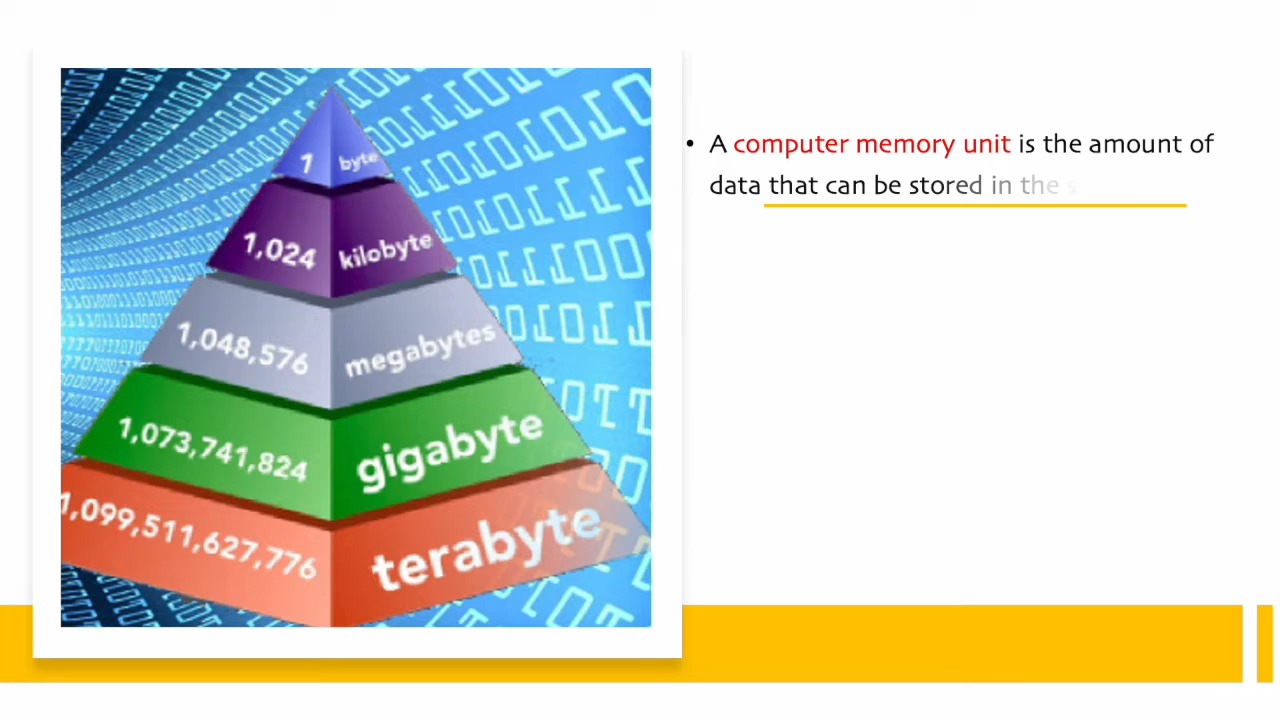 1 byte
1,024 kilobyte
1,048,576 megabytes
1,073,741,824 gigabyte
1,099,511,627,776 terabyte
• A computer memory unit is the amount of
data that can be stored in the